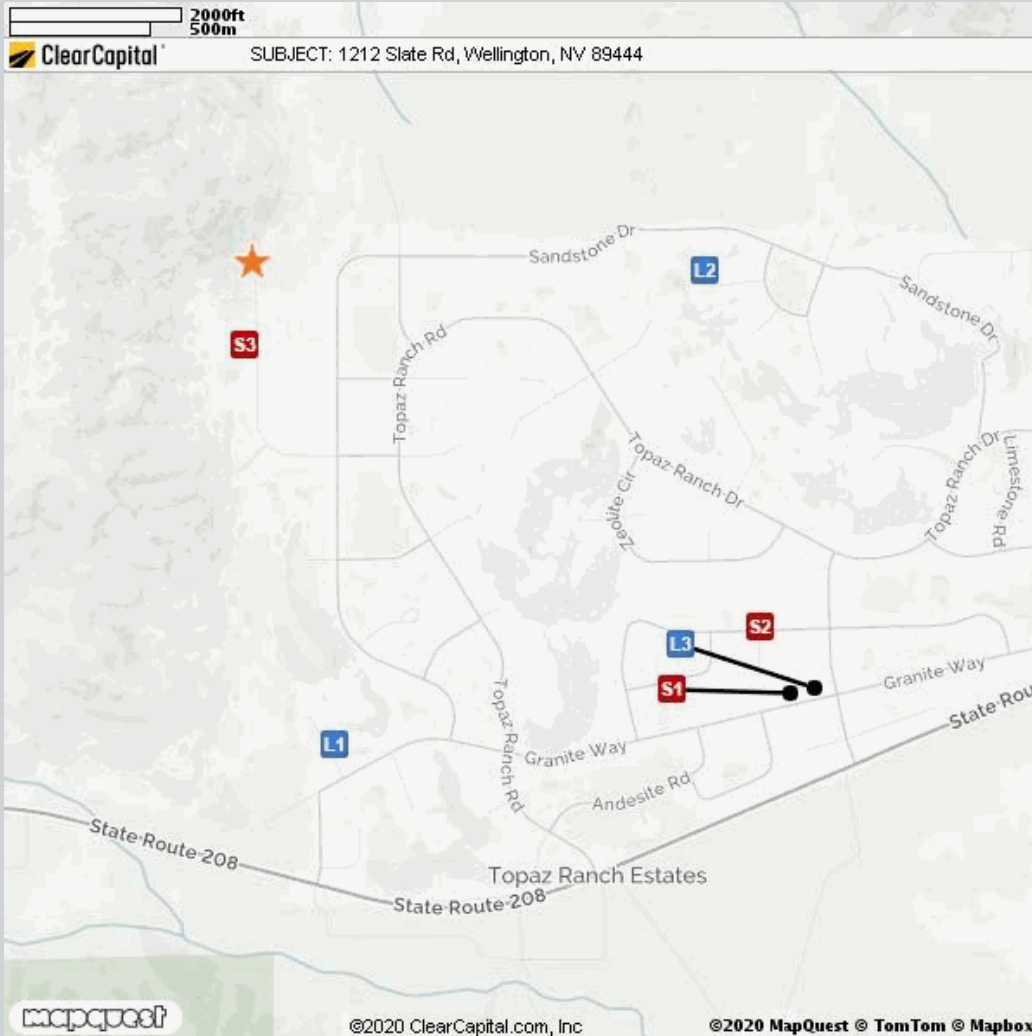 2000ft
500m
ClearCapital
SUBJECT: 1212 Slate Rd, Wellington, NV 89444
Sandstone Dr
L2
Sandstone Dr
S3
Topaz Ranch Rd
Topaz Ranch Dr
Zeolite Cir
Topaz Ranch Dr
Limestone Rd
S2
L3
S1
Granite Way
State Rou
Topaz Ranch Rd
L1
Granite Way
Andesite Rd
State Route 208
Topaz Ranch Estates
State Route 208
mapquest
©2020 ClearCapital.com, Inc
©2020 MapQuest © TomTom © Mapbox